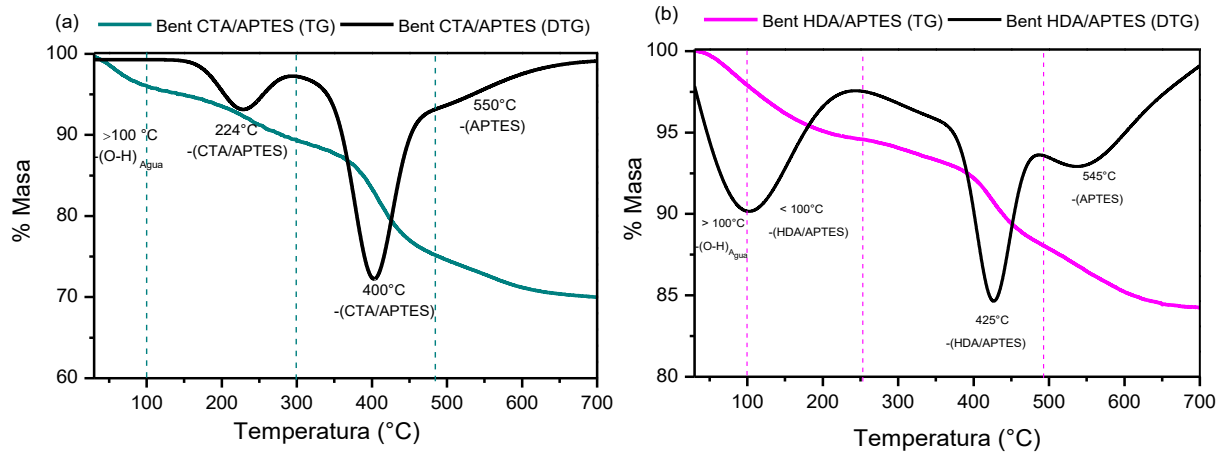 (a)
Bent CTA/APTES (TG)
Bent CTA/APTES (DTG)
100
90
80
70
60
% Masa
>100 °C
-(O-H) Agua
224°C
-(CTA/APTES)
400°C
-(CTA/APTES)
550°C
-(APTES)
100
200
300
400
500
600
700
Temperatura (°C)
(b)
Bent HDA/APTES (TG)
Bent HDA/APTES (DTG)
100
95
90
85
80
% Masa
> 100°C
-(O-H)Agua
< 100°C
-(HDA/APTES)
425°C
-(HDA/APTES)
545°C
-(APTES)
100
200
300
400
500
600
700
Temperatura (°C)